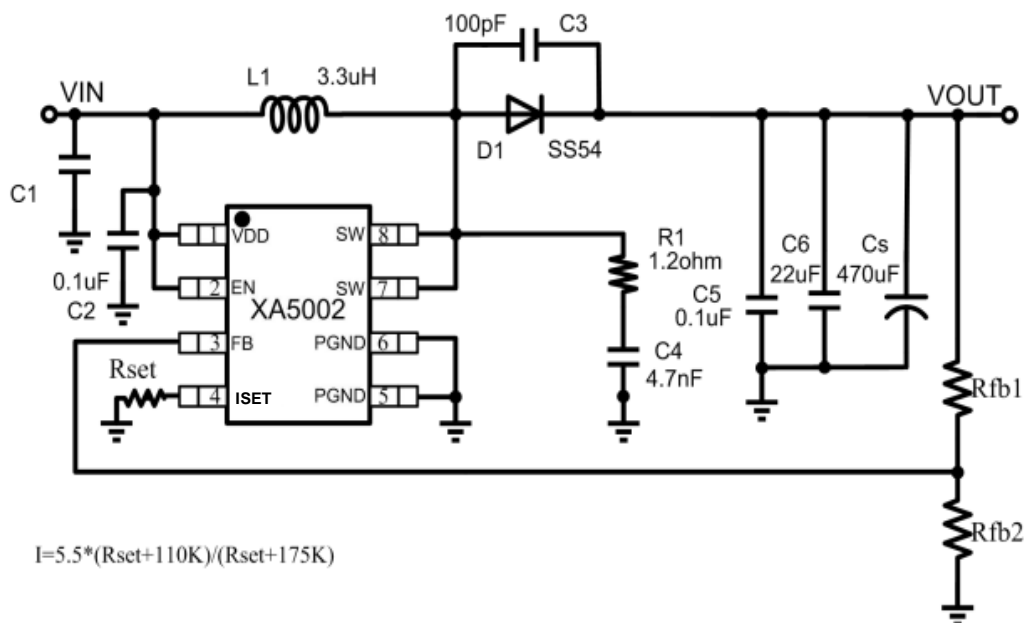 100pF C3
VIN
L1 3.3uH
VOUT
D1 SS54
C1
1 VDD SW 8
R1
1.2ohm
C6
22uF
Cs
470uF
0.1uF
C2
2 EN SW 7
XA5002
C5
0.1uF
3 FB PGND 6
C4
4.7nF
Rset
4 ISET PGND 5
Rfb1
Rfb2
I=5.5*(Rset+110K)/(Rset+175K)